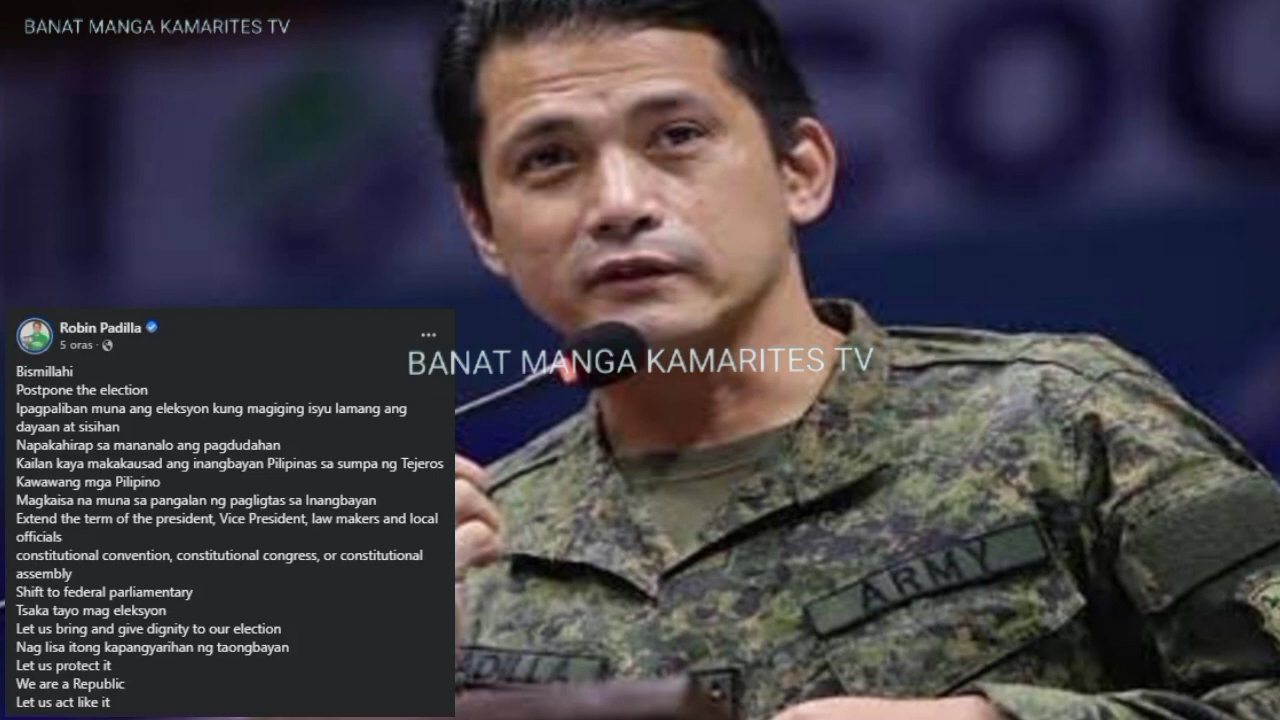 BANAT MANGA KAMARITES TV
BANAT MANGA KAMARITES TV
ARMY
Robin Padilla
5 oras ·
Bismillahi
Postpone the election
Ipagpaliban muna ang eleksyon kung magiging isyu lamang ang
dayaan at sisihan
Napakahirap sa mananalo ang pagdudahan
Kailan kaya makakausad ang inangbayan Pilipinas sa sumpa ng Tejeros
Kawawang mga Pilipino
Magkaisa na muna sa pangalan ng pagligtas sa Inangbayan
Extend the term of the president, Vice President, law makers and local
officials
constitutional convention, constitutional congress, or constitutional
assembly
Shift to federal parliamentary
Tsaka tayo mag eleksyon
Let us bring and give dignity to our election
Nag Iisa itong kapangyarihan ng taongbayan
Let us protect it
We are a Republic
Let us act like it